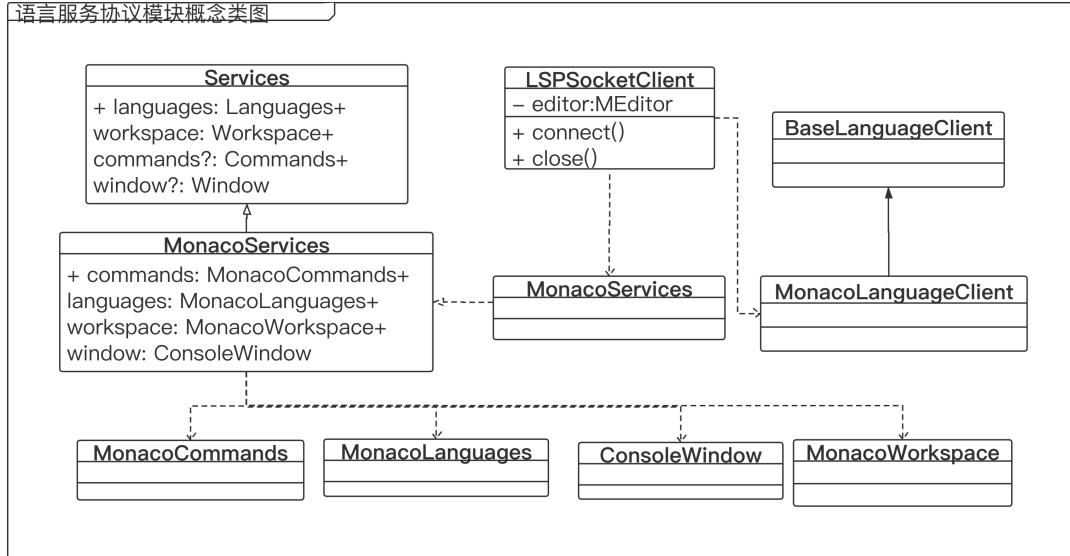 语言服务协议模块概念类图
Services
+ languages: Languages+
workspace: Workspace+
commands?: Commands+
window?: Window
LSPSocketClient
− editor:MEditor
+ connect()
+ close()
BaseLanguageClient
MonacoServices
+ commands: MonacoCommands+
languages: MonacoLanguages+
workspace: MonacoWorkspace+
window: ConsoleWindow
MonacoServices
MonacoLanguageClient
MonacoCommands
MonacoLanguages
ConsoleWindow
MonacoWorkspace